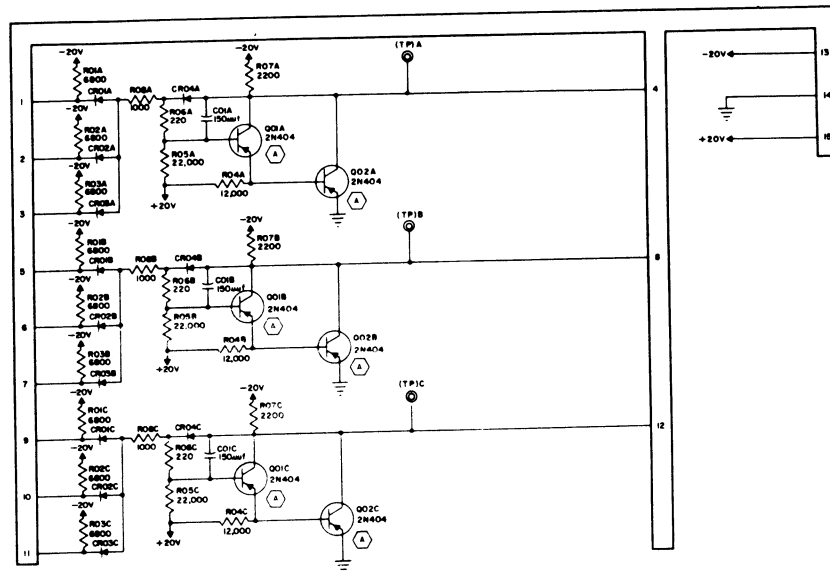 -20V
R01A
6800
CR01A
1
-20V
R02A
6800
CR02A
2
-20V
R03A
6800
CR03A
3
R08A
1000
CR04A
R06A
220
C01A
150μμf
R05A
22,000
+20V
R04A
12,000
-20V
R07A
2200
Q01A
2N404
A
Q02A
2N404
A
(TP)A
4
-20V
13
14
+20V
15
-20V
R01B
6800
CR01B
5
-20V
R02B
6800
CR02B
6
-20V
R03B
6800
CR03B
7
R08B
1000
CR04B
R06B
220
C01B
150μμf
R05B
22,000
+20V
R04B
12,000
-20V
R07B
2200
Q01B
2N404
A
Q02B
2N404
A
(TP)B
8
-20V
R01C
6800
CR01C
9
-20V
R02C
6800
CR02C
10
-20V
R03C
6800
CR03C
11
R08C
1000
CR04C
R06C
220
C01C
150μμf
R05C
22,000
+20V
R04C
12,000
-20V
R07C
2200
Q01C
2N404
A
Q02C
2N404
A
(TP)C
12